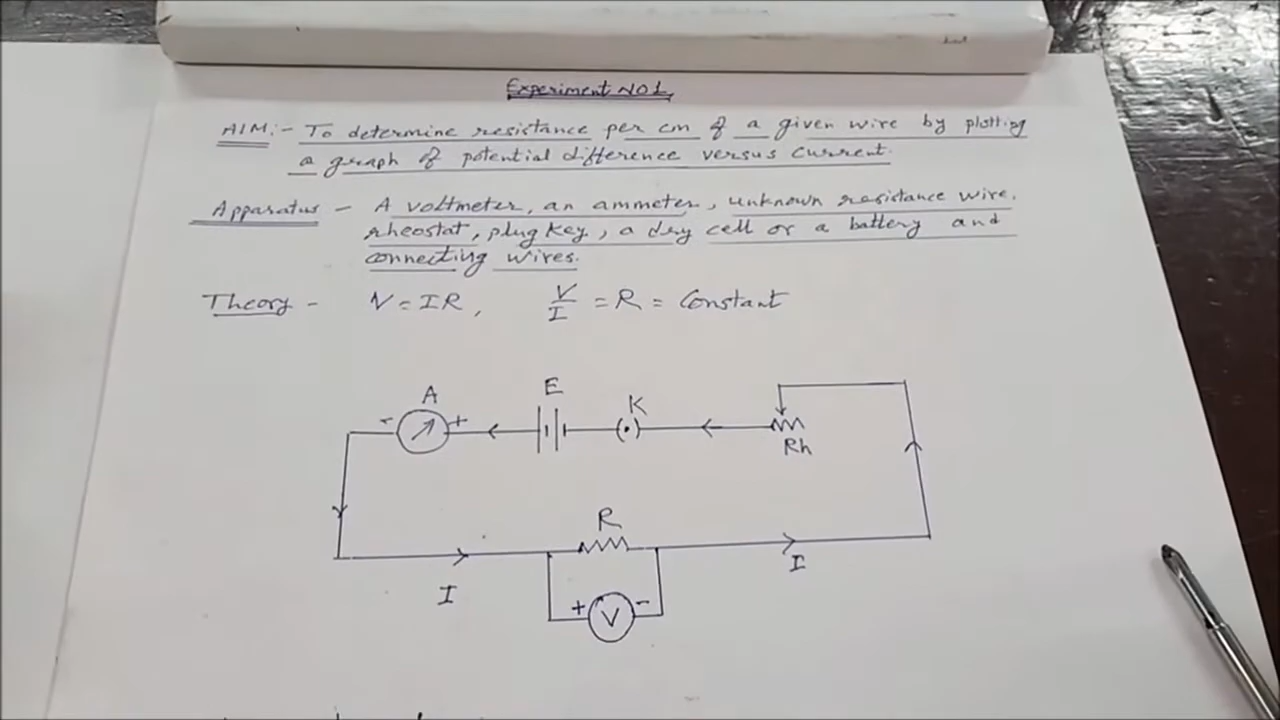 Experiment NO1.
AIM:- To determine resistance per cm of a given wire by plotting
a graph of potential difference versus current.
Apparatus - A voltmeter, an ammeter, unknown resistance wire.
rheostat, plug key, a dry cell or a battery and
connecting wires.
Theory - V = IR, V/I = R = Constant
A E K
- +
Rh
R
I I
+ V -